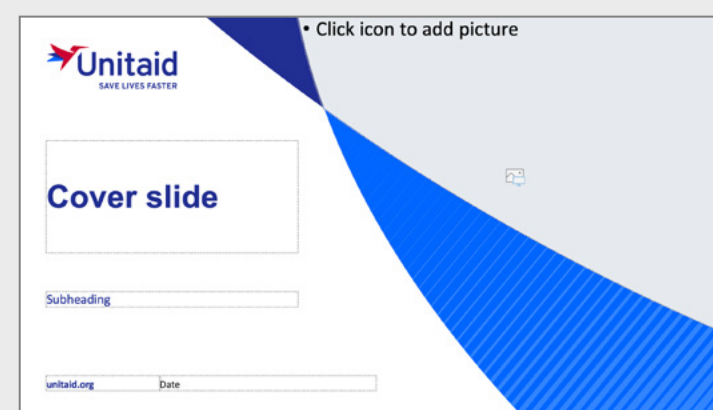 • Click icon to add picture
Unitaid
SAVE LIVES FASTER
Cover slide
Subheading
unitaid.org Date